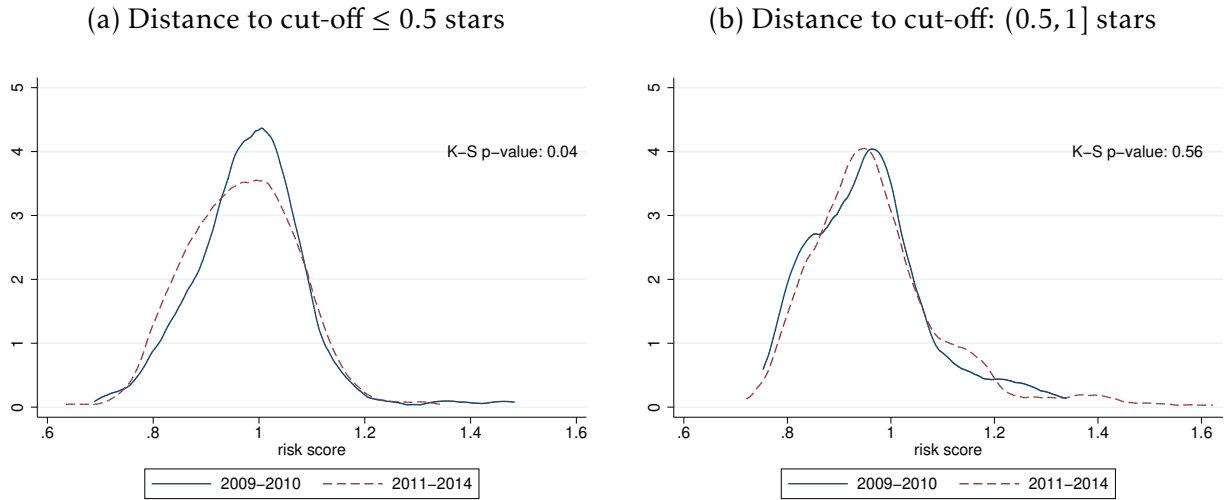 (a) Distance to cut-off ≤ 0.5 stars
(b) Distance to cut-off: (0.5, 1] stars
5
4
3
2
1
0
K−S p−value: 0.04
.6 .8 1 1.2 1.4 1.6
risk score
2009−2010 2011−2014
5
4
3
2
1
0
K−S p−value: 0.56
.6 .8 1 1.2 1.4 1.6
risk score
2009−2010 2011−2014